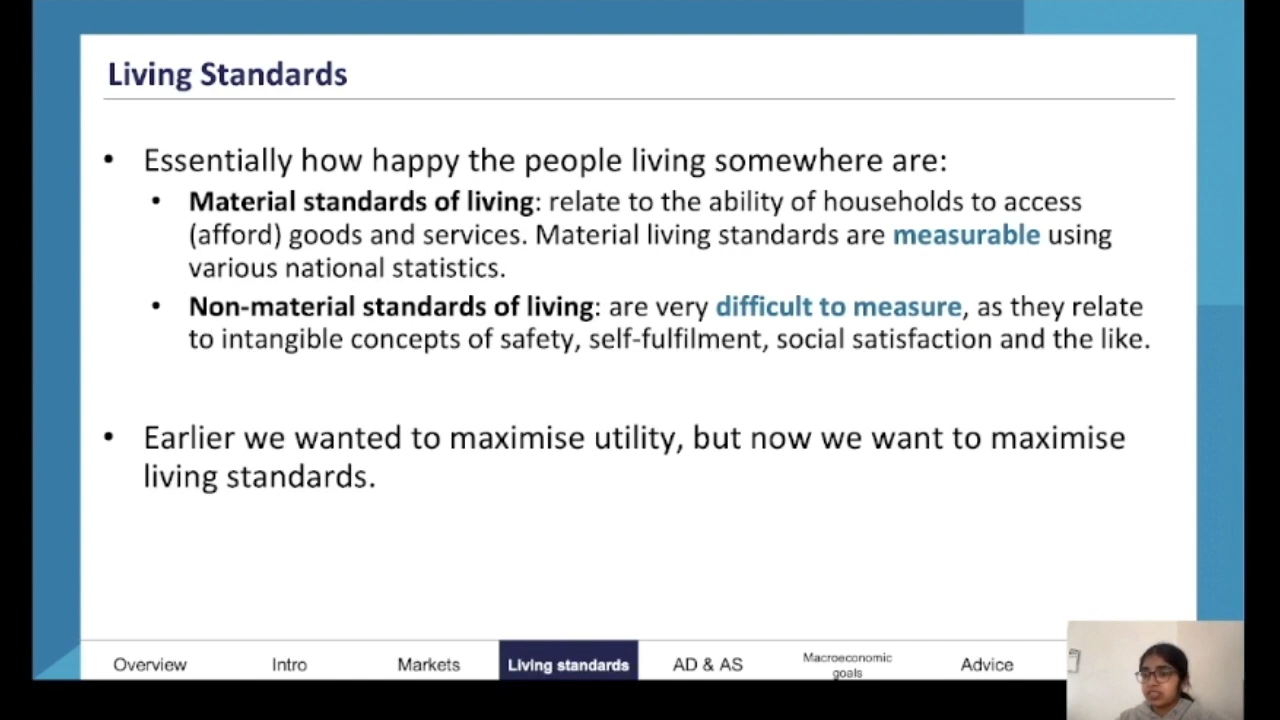 Living Standards
• Essentially how happy the people living somewhere are:
• Material standards of living: relate to the ability of households to access
(afford) goods and services. Material living standards are measurable using
various national statistics.
• Non-material standards of living: are very difficult to measure, as they relate
to intangible concepts of safety, self-fulfilment, social satisfaction and the like.
• Earlier we wanted to maximise utility, but now we want to maximise
living standards.
Overview
Intro
Markets
Living standards
AD & AS
Macroeconomic
goals
Advice